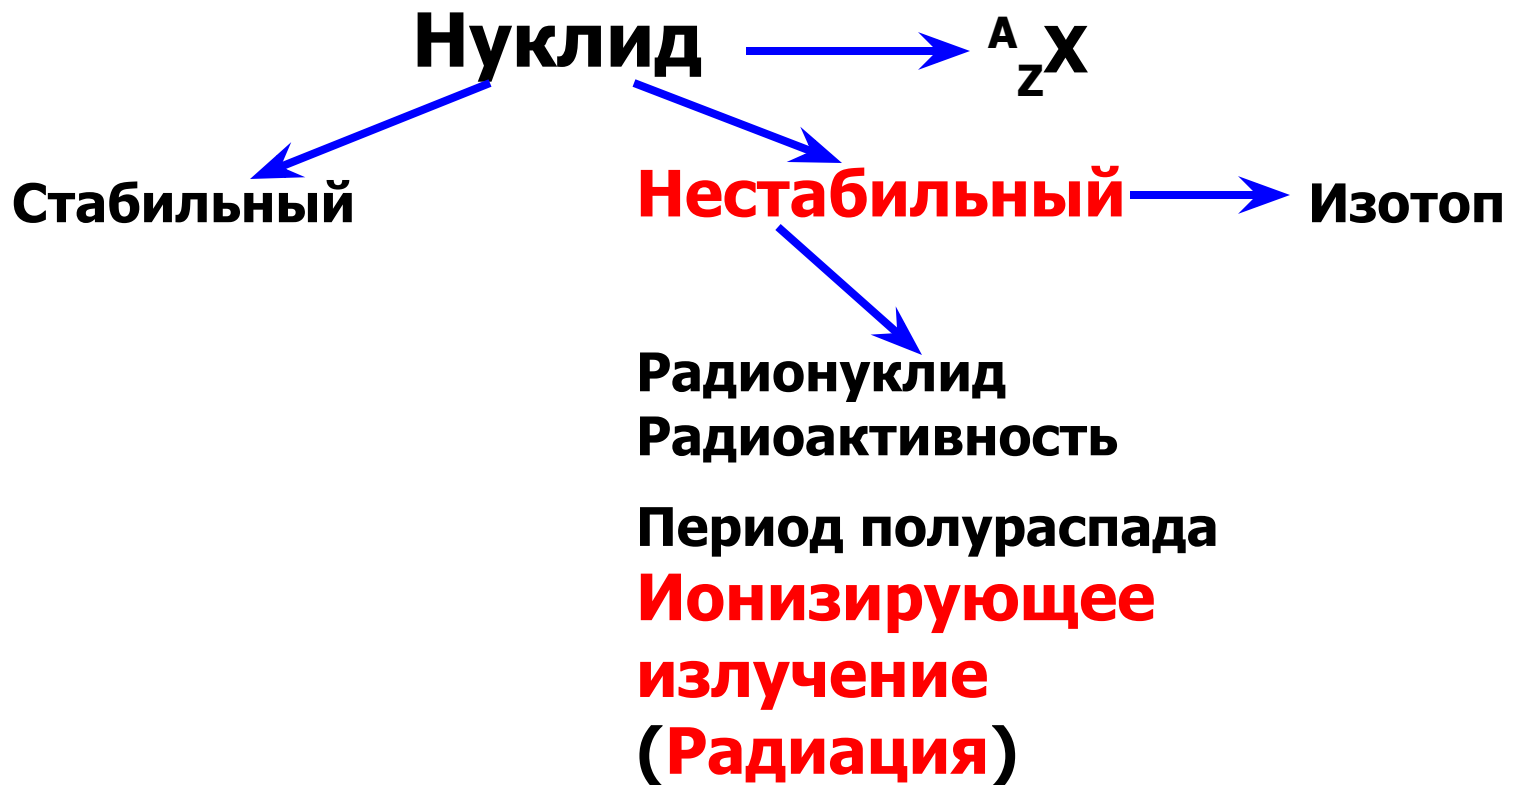 Нуклид
A
Z X
Стабильный
Нестабильный
Изотоп
Радионуклид
Радиоактивность
Период полураспада
Ионизирующее
излучение
(Радиация)